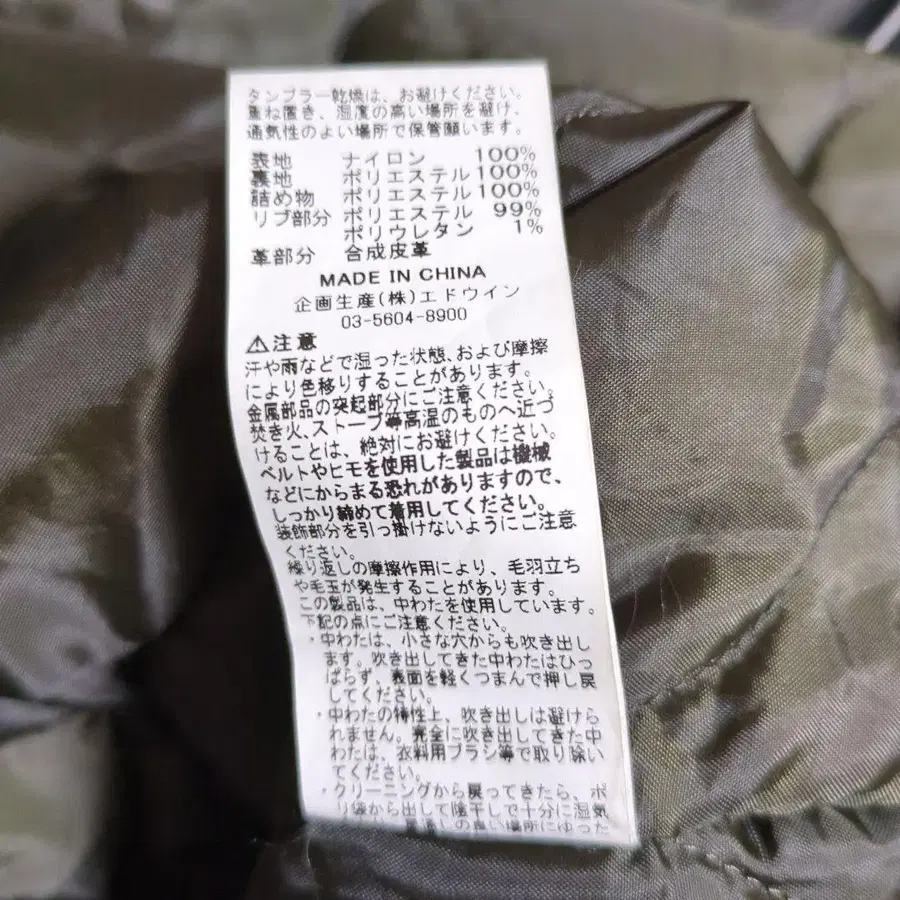 タンブラー乾燥は、お避けください。
重ね置き、湿度の高い場所を避け、
通気性のよい場所で保管願います。
表地 ナイロン 100%
裏地 ポリエステル 100%
詰め物 ポリエステル 100%
リブ部分 ポリエステル 99%
ポリウレタン 1%
革部分 合成皮革
MADE IN CHINA
企画生産(株)エドウイン
03-5604-8900
⚠注意
汗や雨などで湿った状態、および摩擦
により色移りすることがあります。
金属部品の突起部分にご注意ください。
焚き火、ストーブ等高温のものへ近づ
けることは、絶対にお避けください。
ベルトやヒモを使用した製品は機械
などにからまる恐れがありますので、
しっかり締めて着用してください。
装飾部分を引っ掛けないようにご注意
ください。
繰り返しの摩擦作用により、毛羽立ち
や毛玉が発生することがあります。
この製品は、中わたを使用しています。
下記の点にご注意ください。
・中わたは、小さな穴からも吹き出し
ます。吹き出してきた中わたはひっ
ぱらず、表面を軽くつまんで押し戻
してください。
・中わたの特性上、吹き出しは避けら
れません。完全に吹き出してきた中
わたは、衣料用ブラシ等で取り除い
てください。
・クリーニングから戻ってきたら、ポ
リ袋から出して陰干しで十分に湿気
しの良い場所にゆった